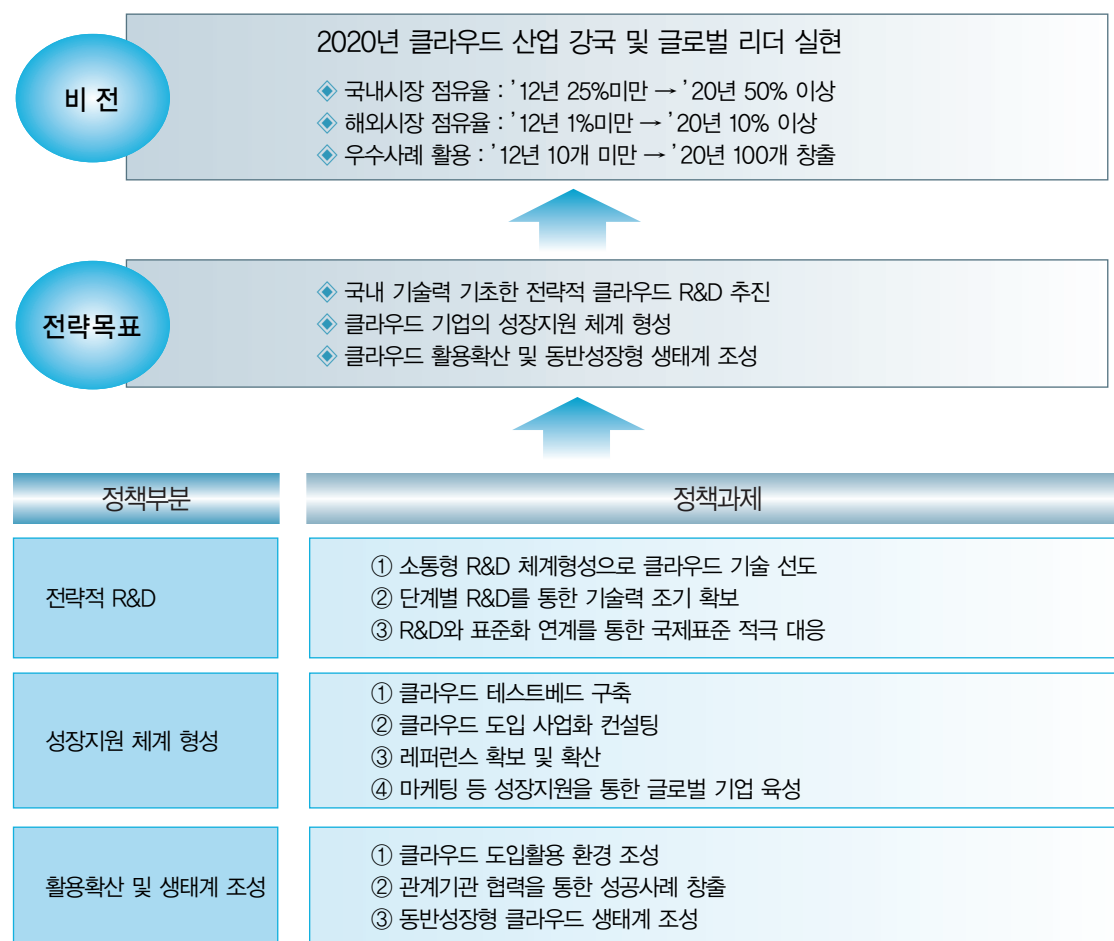 비 전
2020년 클라우드 산업 강국 및 글로벌 리더 실현
◈ 국내시장 점유율 : ’12년 25%미만 → ’20년 50% 이상
◈ 해외시장 점유율 : ’12년 1%미만 → ’20년 10% 이상
◈ 우수사례 활용 : ’12년 10개 미만 → ’20년 100개 창출
전략목표
◈ 국내 기술력 기초한 전략적 클라우드 R&D 추진
◈ 클라우드 기업의 성장지원 체계 형성
◈ 클라우드 활용확산 및 동반성장형 생태계 조성
정책부분
정책과제
전략적 R&D
① 소통형 R&D 체계형성으로 클라우드 기술 선도
② 단계별 R&D를 통한 기술력 조기 확보
③ R&D와 표준화 연계를 통한 국제표준 적극 대응
성장지원 체계 형성
① 클라우드 테스트베드 구축
② 클라우드 도입 사업화 컨설팅
③ 레퍼런스 확보 및 확산
④ 마케팅 등 성장지원을 통한 글로벌 기업 육성
활용확산 및 생태계 조성
① 클라우드 도입활용 환경 조성
② 관계기관 협력을 통한 성공사례 창출
③ 동반성장형 클라우드 생태계 조성